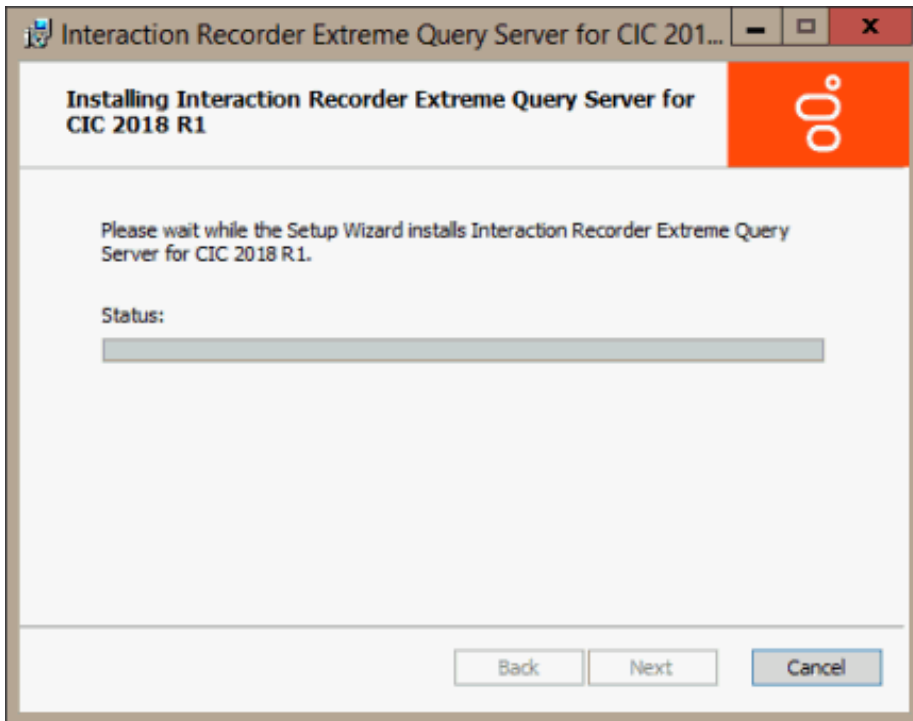 Interaction Recorder Extreme Query Server for CIC 201...
Installing Interaction Recorder Extreme Query Server for
CIC 2018 R1
Please wait while the Setup Wizard installs Interaction Recorder Extreme Query
Server for CIC 2018 R1.
Status:
Back Next Cancel